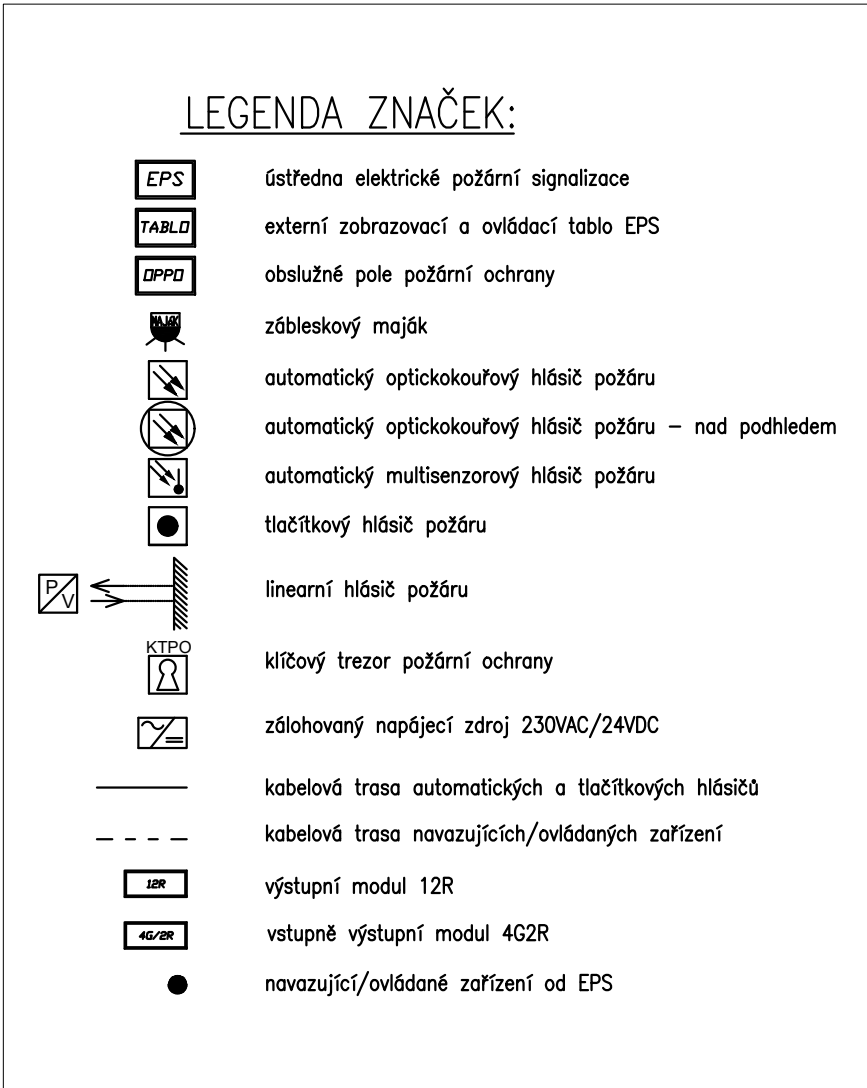 LEGENDA ZNAČEK:
EPS ústředna elektrické požární signalizace
TABLO externí zobrazovací a ovládací tablo EPS
OPPO obslužné pole požární ochrany
MAJÁK zábleskový maják
automatický optickokouřový hlásič požáru
automatický optickokouřový hlásič požáru – nad podhledem
automatický multisenzorový hlásič požáru
tlačítkový hlásič požáru
P/V linearní hlásič požáru
KTPO
klíčový trezor požární ochrany
zálohovaný napájecí zdroj 230VAC/24VDC
kabelová trasa automatických a tlačítkových hlásičů
kabelová trasa navazujících/ovládaných zařízení
12R výstupní modul 12R
4G/2R vstupně výstupní modul 4G2R
navazující/ovládané zařízení od EPS